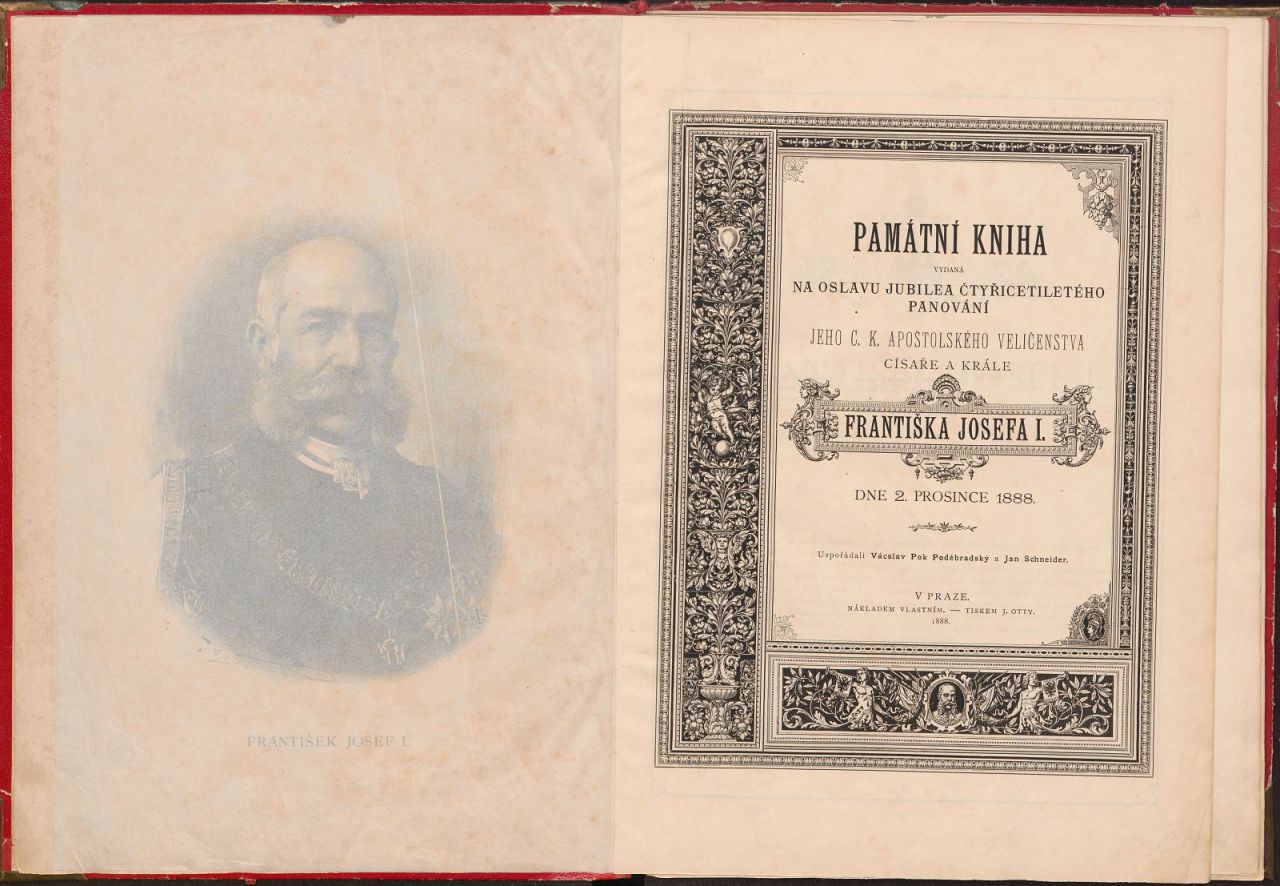 FRANTIŠEK JOSEF I.
PAMÁTNÍ KNIHA
VYDANÁ
NA OSLAVU JUBILEA ČTYŘICETILETÉHO
PANOVÁNÍ
JEHO C. K. APOŠTOLSKÉHO VELIČENSTVA
CÍSAŘE A KRÁLE
FRANTIŠKA JOSEFA I.
DNE 2. PROSINCE 1888.
Uspořádali Vácslav Pok Poděbradský a Jan Schneider.
V PRAZE.
NÁKLADEM VLASTNÍM. — TISKEM J. OTTY.
1888.